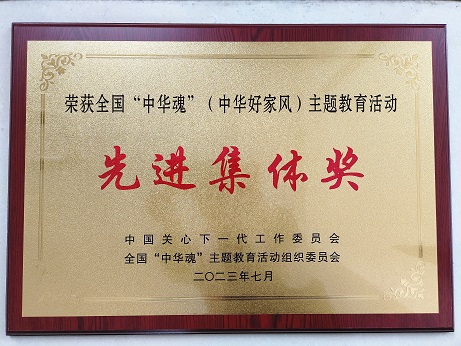 荣获全国“中华魂”（中华好家风）主题教育活动
先进集体奖
中国关心下一代工作委员会
全国“中华魂”主题教育活动组织委员会
二〇二三年七月